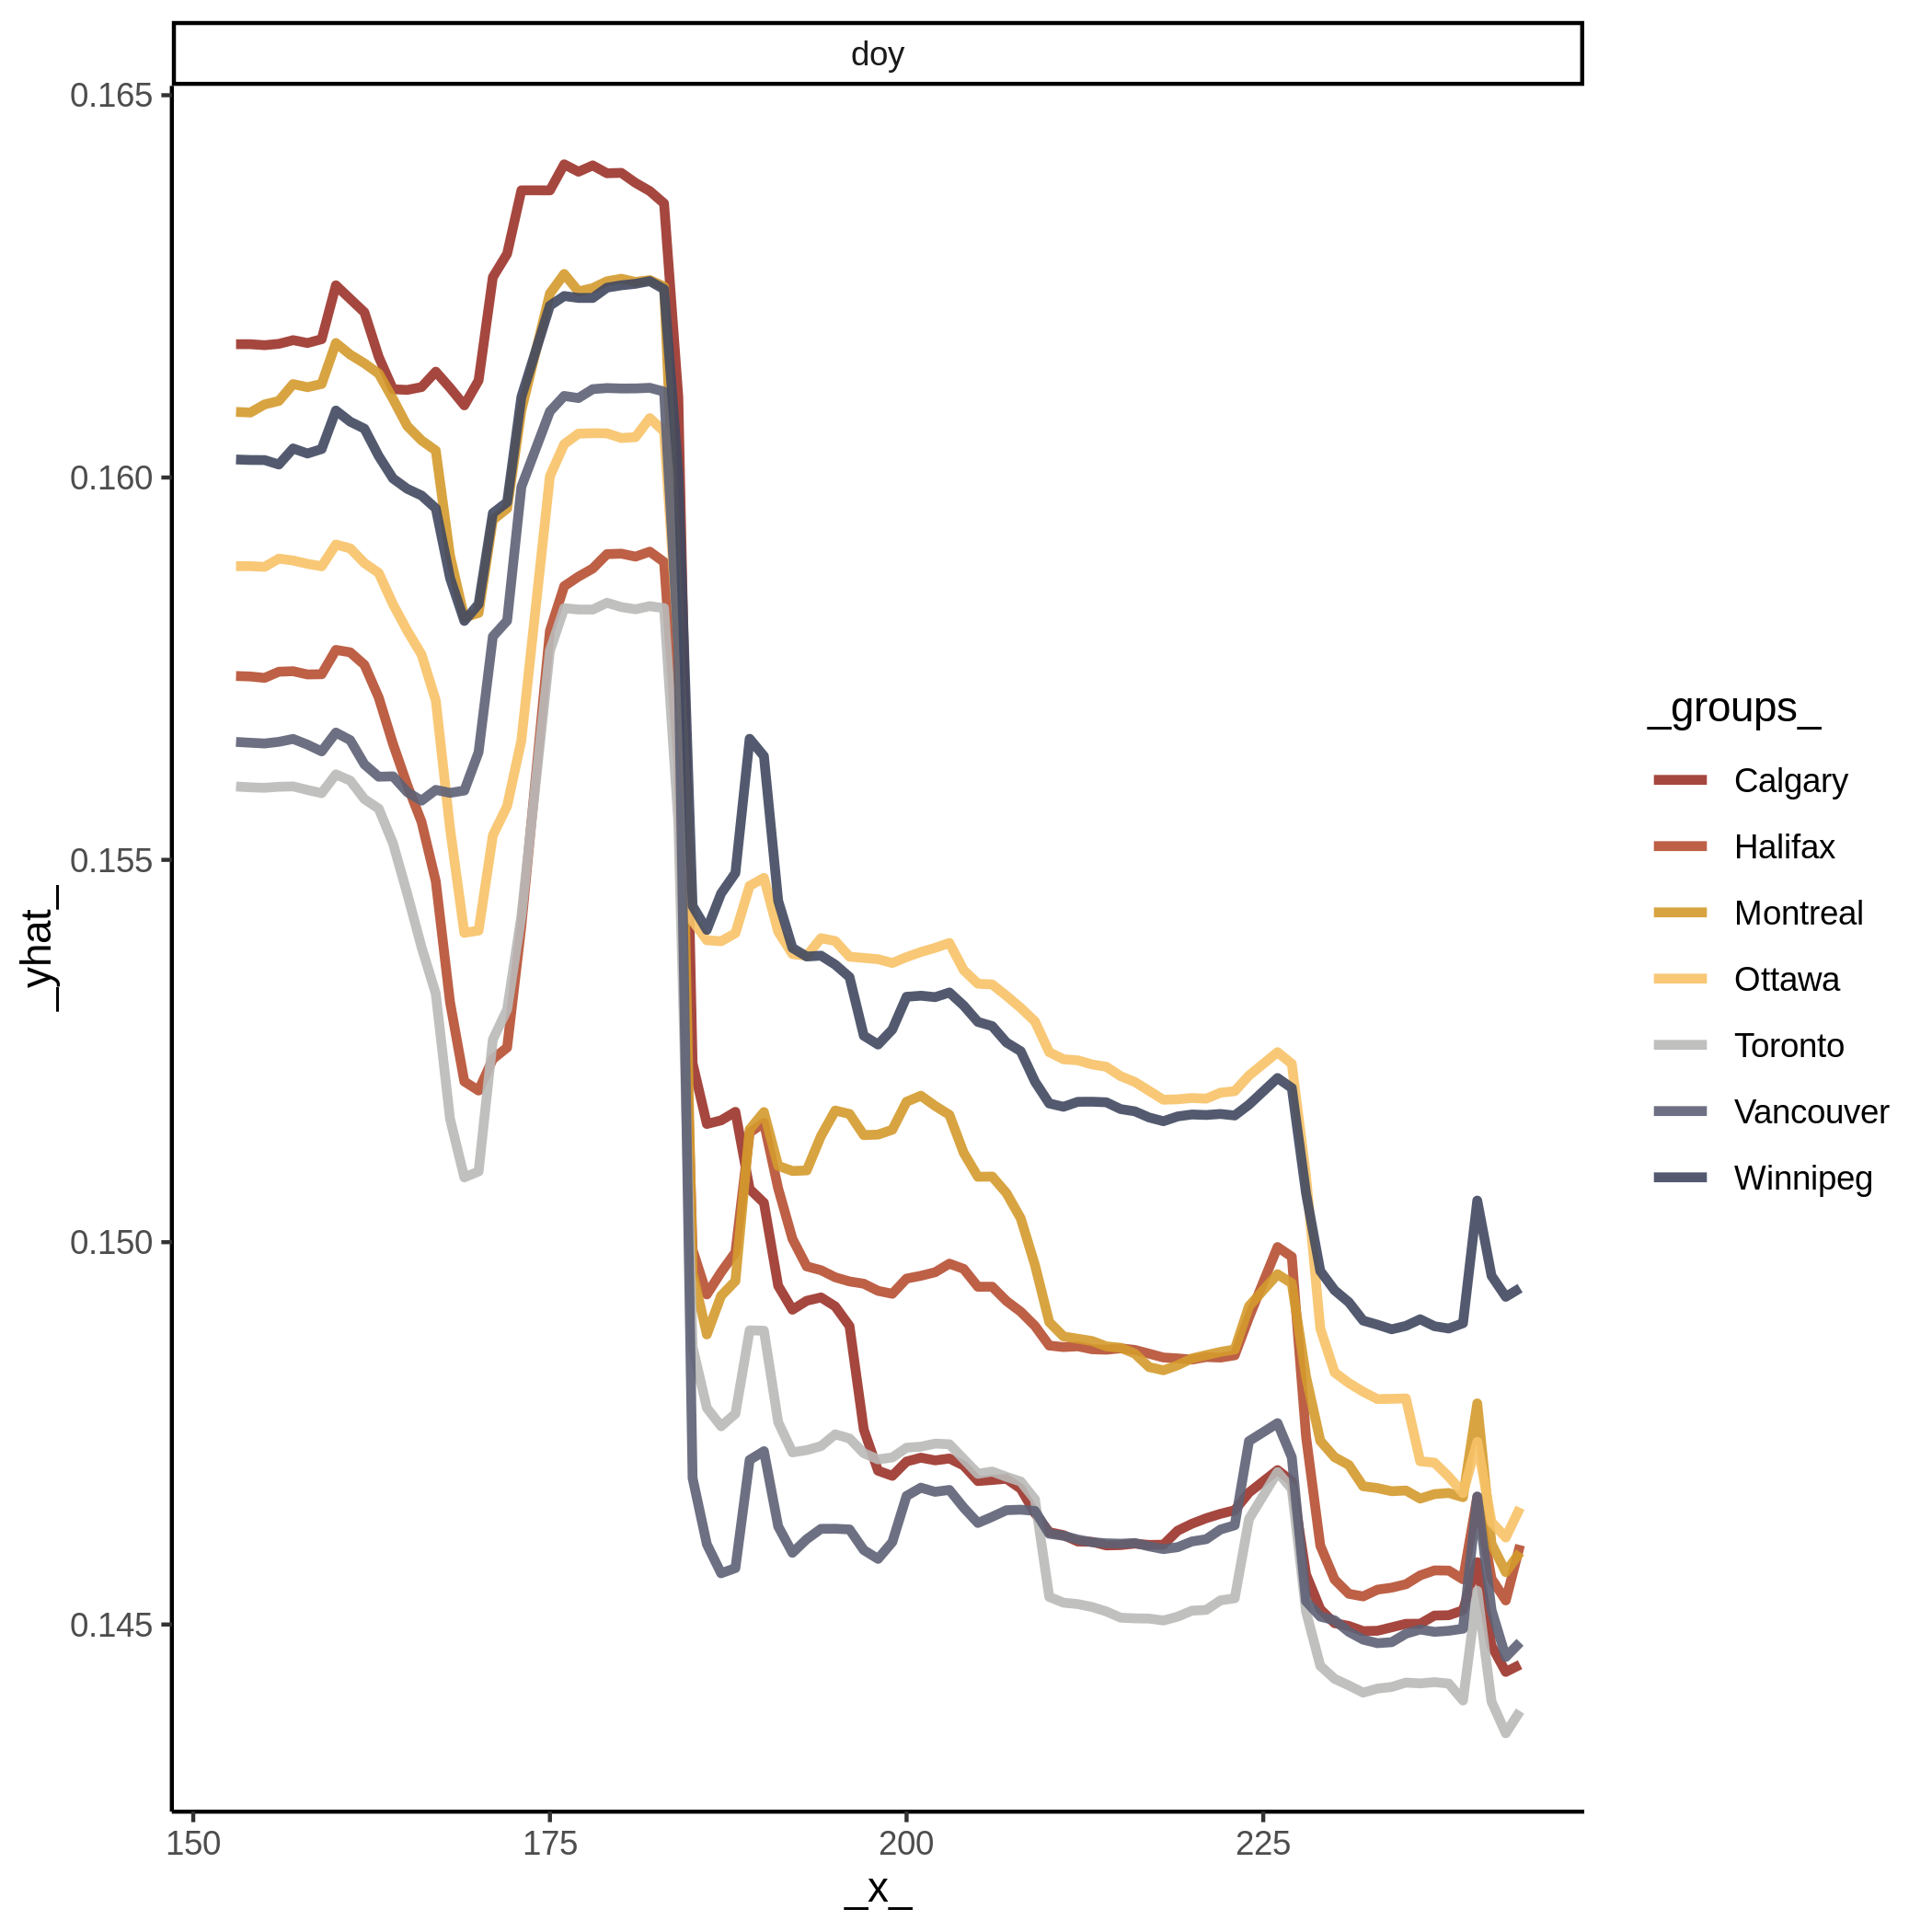 doy
0.165
0.160
0.155
0.150
0.145
_yhat_
150 175 200 225
_x_
_groups_
Calgary
Halifax
Montreal
Ottawa
Toronto
Vancouver
Winnipeg